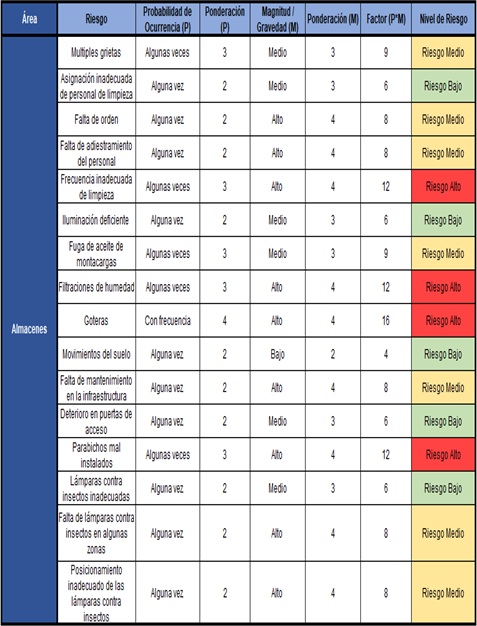 Área Riesgo Probabilidad de Ocurrencia (P) Ponderación (P) Magnitud / Gravedad (M) Ponderación (M) Factor (P*M) Nivel de Riesgo
Almacenes
Multiples grietas Algunas veces 3 Medio 3 9 Riesgo Medio
Asignación inadecuada de personal de limpieza Alguna vez 2 Medio 3 6 Riesgo Bajo
Falta de orden Alguna vez 2 Alto 4 8 Riesgo Medio
Falta de adiestramiento del personal Alguna vez 2 Alto 4 8 Riesgo Medio
Frecuencia inadecuada de limpieza Algunas veces 3 Alto 4 12 Riesgo Alto
Iluminación deficiente Alguna vez 2 Medio 3 6 Riesgo Bajo
Fuga de aceite de montacargas Algunas veces 3 Medio 3 9 Riesgo Medio
Filtraciones de humedad Algunas veces 3 Alto 4 12 Riesgo Alto
Goteras Con frecuencia 4 Alto 4 16 Riesgo Alto
Movimientos del suelo Alguna vez 2 Bajo 2 4 Riesgo Bajo
Falta de mantenimiento en la infraestructura Alguna vez 2 Alto 4 8 Riesgo Medio
Deterioro en puertas de acceso Alguna vez 2 Medio 3 6 Riesgo Bajo
Parabichos mal instalados Algunas veces 3 Alto 4 12 Riesgo Alto
Lámparas contra insectos inadecuadas Alguna vez 2 Medio 3 6 Riesgo Bajo
Falta de lámparas contra insectos en algunas zonas Alguna vez 2 Alto 4 8 Riesgo Medio
Posicionamiento inadecuado de las lámparas contra insectos Alguna vez 2 Alto 4 8 Riesgo Medio